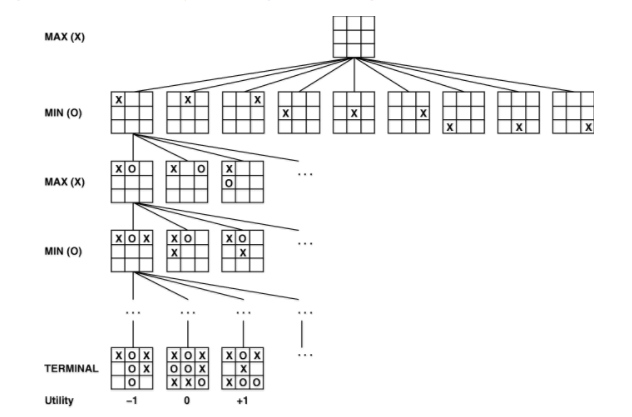 MAX (X)
X X X X X X X X X
MIN (O)
X O X O X
MAX (X)
O
...
X O X X O X O
MIN (O)
X X
...
... ... ... ...
X O X X O X X O X
TERMINAL O X O O X X
...
O X X O X O O
Utility –1 0 +1